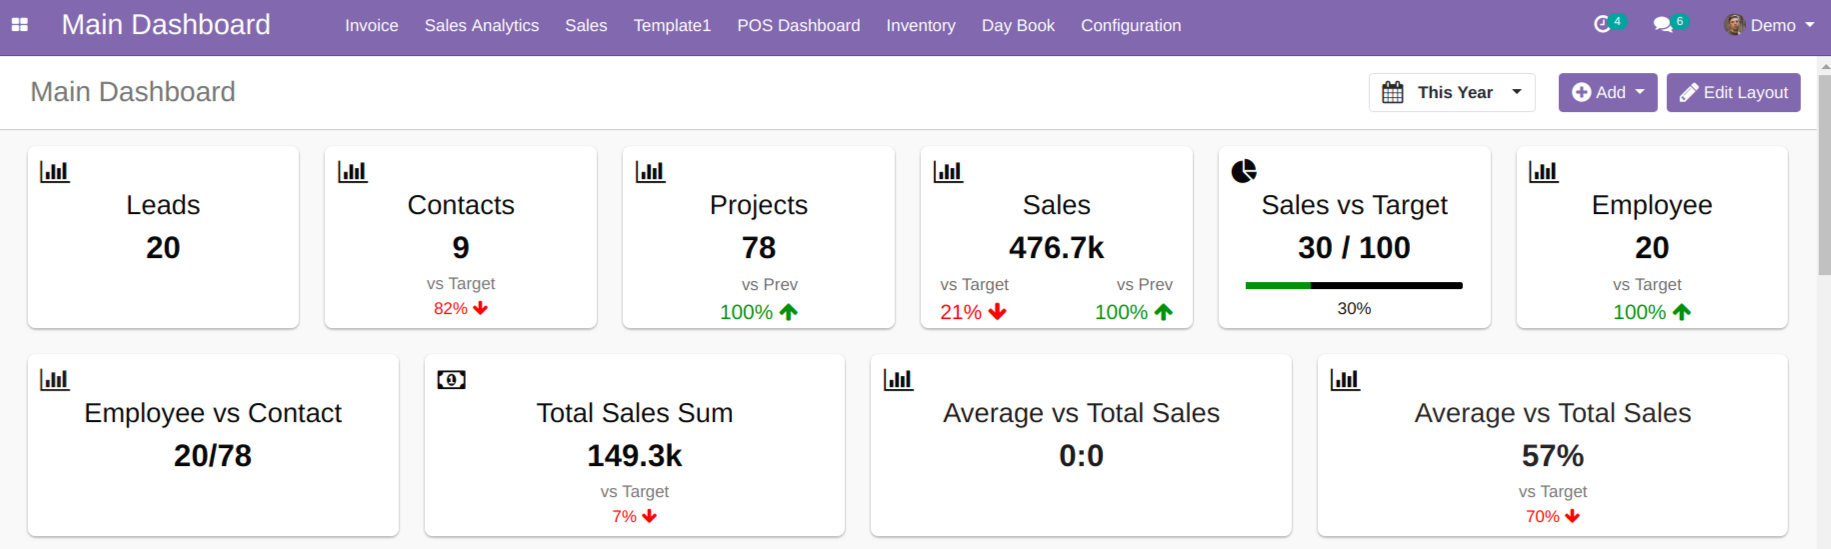 Main Dashboard Invoice Sales Analytics Sales Template1 POS Dashboard Inventory Day Book Configuration 4 6 Demo
Main Dashboard This Year Add Edit Layout
Leads
20
Contacts
9
vs Target
82%
Projects
78
vs Prev
100%
Sales
476.7k
vs Target vs Prev
21% 100%
Sales vs Target
30 / 100
30%
Employee
20
vs Target
100%
Employee vs Contact
20/78
Total Sales Sum
149.3k
vs Target
7%
Average vs Total Sales
0:0
Average vs Total Sales
57%
vs Target
70%